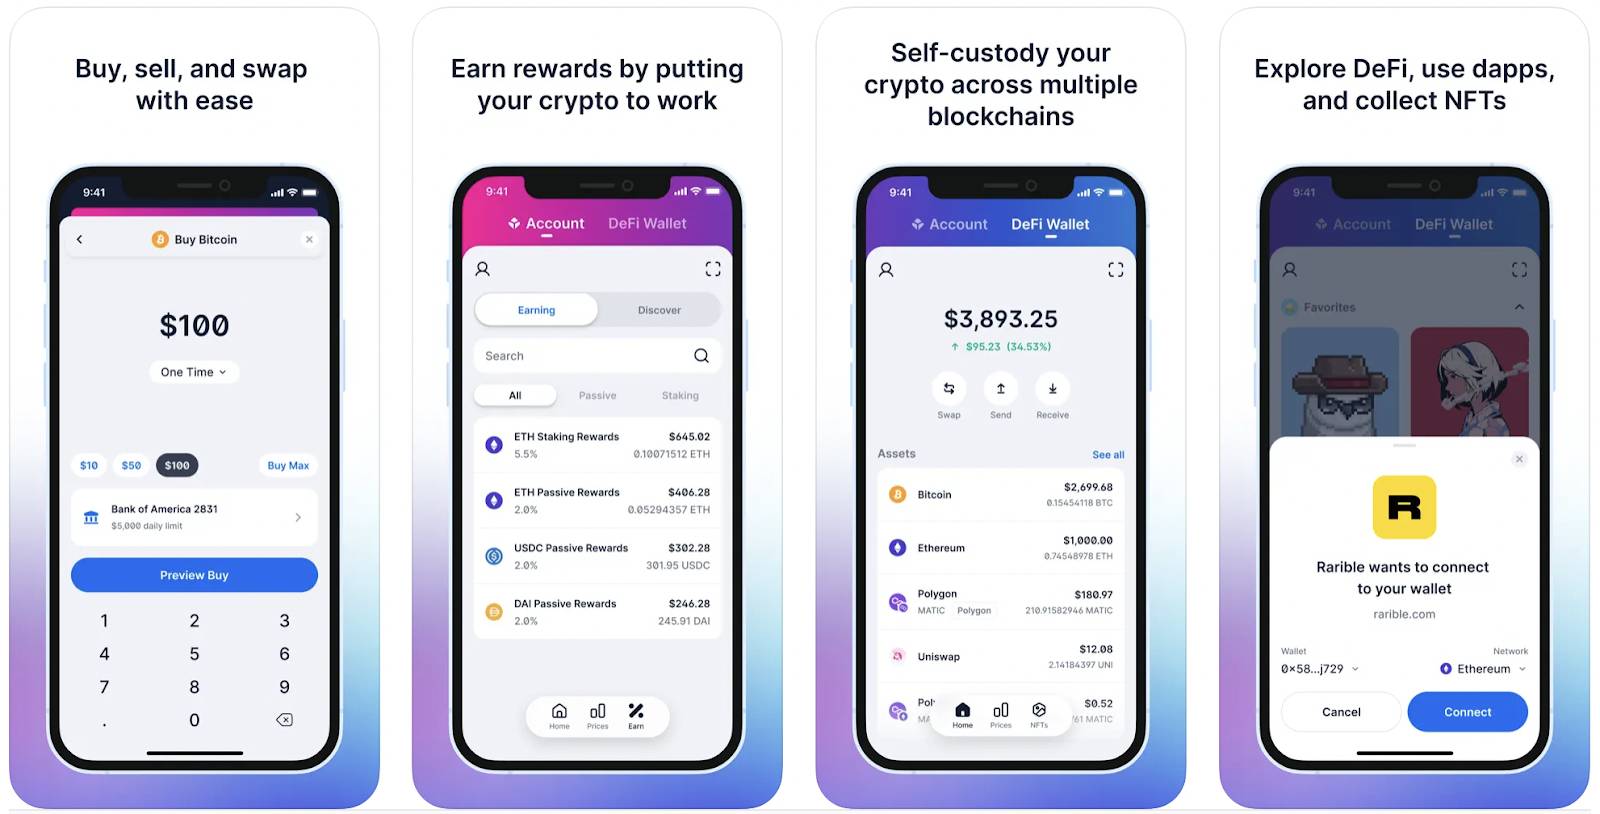 Buy, sell, and swap
with ease
9:41
Buy Bitcoin
$100
One Time
$10 $50 $100 Buy Max
Bank of America 2831
$5,000 daily limit
Preview Buy
1 2 3
4 5 6
7 8 9
. 0
Earn rewards by putting
your crypto to work
9:41
Account DeFi Wallet
Earning Discover
Search
All Passive Staking
ETH Staking Rewards $645.02
5.5% 0.10071512 ETH
ETH Passive Rewards $406.28
2.0% 0.05294357 ETH
USDC Passive Rewards $302.28
2.0% 301.95 USDC
DAI Passive Rewards $246.28
2.0% 245.91 DAI
Home Prices Earn
Self-custody your
crypto across multiple
blockchains
9:41
Account DeFi Wallet
$3,893.25
$95.23 (34.53%)
Swap Send Receive
Assets See all
Bitcoin $2,699.68
0.15454118 BTC
Ethereum $1,000.00
0.74548978 ETH
Polygon $180.97
MATIC Polygon 210.91582946 MATIC
Uniswap $12.08
2.14184397 UNI
Pol $0.52
MA 61 MATIC
Home Prices NFTs
Explore DeFi, use dapps,
and collect NFTs
9:41
Account DeFi Wallet
Favorites
R
Rarible wants to connect
to your wallet
rarible.com
Wallet Network
0x58...j729 Ethereum
Cancel Connect